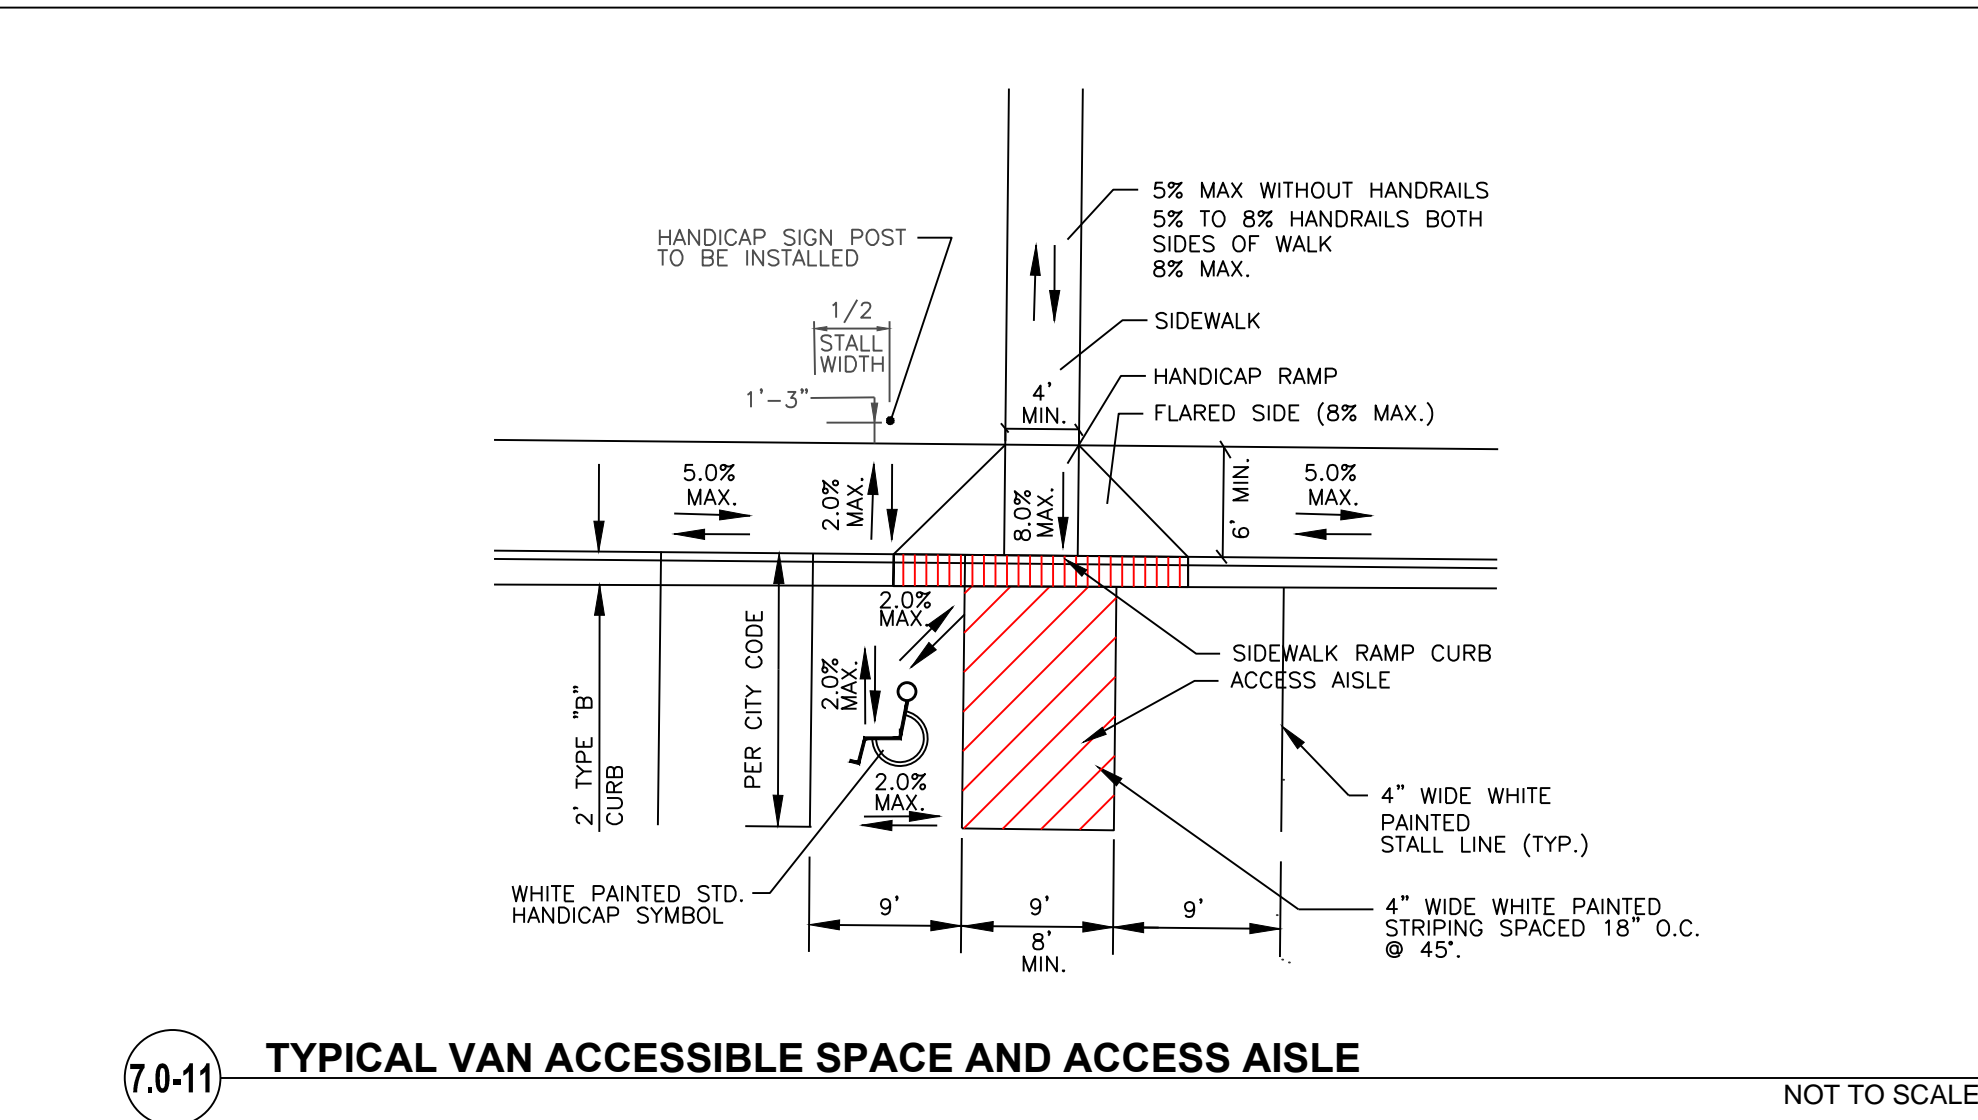 HANDICAP SIGN POST
TO BE INSTALLED
1/2
STALL
WIDTH
1'-3"
5% MAX WITHOUT HANDRAILS
5% TO 8% HANDRAILS BOTH
SIDES OF WALK
8% MAX.
SIDEWALK
HANDICAP RAMP
FLARED SIDE (8% MAX.)
4'
MIN.
5.0%
MAX.
2.0%
MAX.
8.0%
MAX.
6' MIN.
5.0%
MAX.
2.0%
MAX.
2.0%
MAX.
2.0%
MAX.
2' TYPE "B"
CURB
PER CITY CODE
SIDEWALK RAMP CURB
ACCESS AISLE
4" WIDE WHITE
PAINTED
STALL LINE (TYP.)
WHITE PAINTED STD.
HANDICAP SYMBOL
9'
9'
8'
MIN.
9'
4" WIDE WHITE PAINTED
STRIPING SPACED 18" O.C.
@ 45°.
7.0-11
TYPICAL VAN ACCESSIBLE SPACE AND ACCESS AISLE
NOT TO SCALE